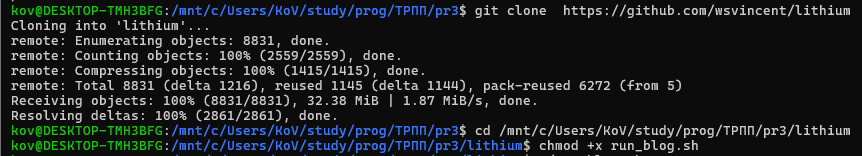 kov@DESKTOP-TMH3BFG:/mnt/c/Users/KoV/study/prog/ТРПП/pr3$ git clone  https://github.com/wsvincent/lithium
Cloning into 'lithium'...
remote: Enumerating objects: 8831, done.
remote: Counting objects: 100% (2559/2559), done.
remote: Compressing objects: 100% (1415/1415), done.
remote: Total 8831 (delta 1216), reused 1145 (delta 1144), pack-reused 6272 (from 5)
Receiving objects: 100% (8831/8831), 32.38 MiB | 1.87 MiB/s, done.
Resolving deltas: 100% (2861/2861), done.
kov@DESKTOP-TMH3BFG:/mnt/c/Users/KoV/study/prog/ТРПП/pr3$ cd /mnt/c/Users/KoV/study/prog/ТРПП/pr3/lithium
kov@DESKTOP-TMH3BFG:/mnt/c/Users/KoV/study/prog/ТРПП/pr3/lithium$ chmod +x run_blog.sh